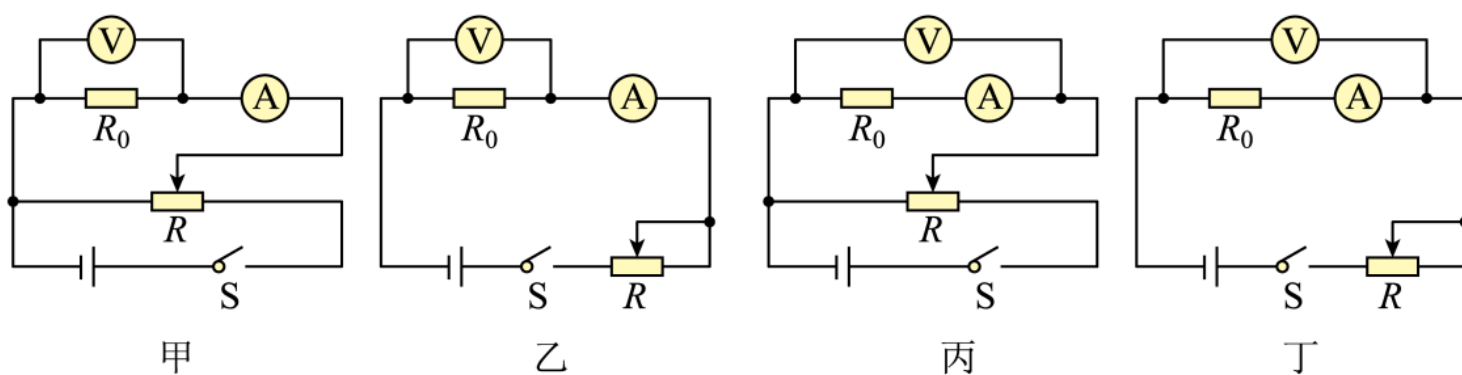 V V V V
A A A A
R₀ R₀ R₀ R₀
R R
S S S S
R R
甲 乙 丙 丁